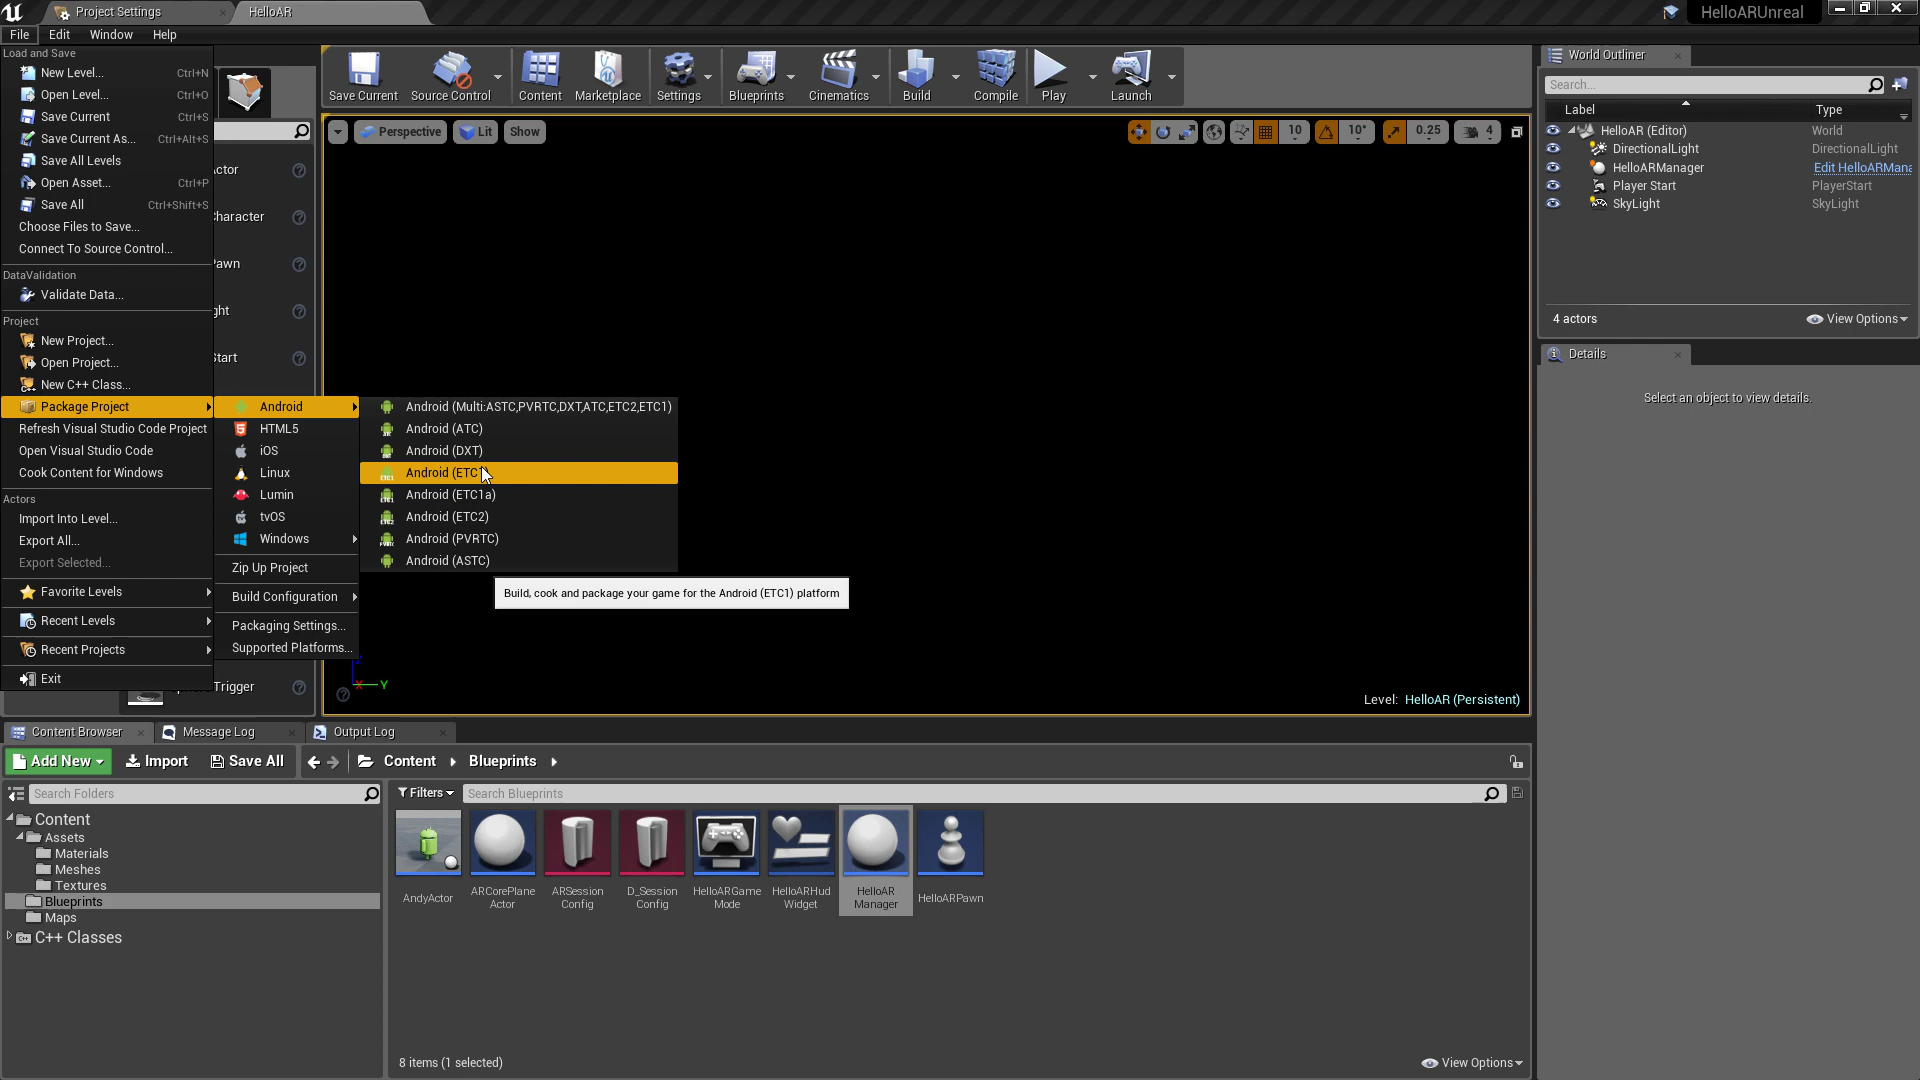 Project Settings
HelloAR
HelloARUnreal
File Edit Window Help
Load and Save
New Level... Ctrl+N
Open Level... Ctrl+O
Save Current Ctrl+S
Save Current As... Ctrl+Alt+S
Save All Levels
Open Asset... Ctrl+P
Save All Ctrl+Shift+S
Choose Files to Save...
Connect To Source Control...
DataValidation
Validate Data...
Project
New Project...
Open Project...
New C++ Class...
Package Project
Refresh Visual Studio Code Project
Open Visual Studio Code
Cook Content for Windows
Actors
Import Into Level...
Export All...
Export Selected...
Favorite Levels
Recent Levels
Recent Projects
Exit
Android
HTML5
iOS
Linux
Lumin
tvOS
Windows
Zip Up Project
Build Configuration
Packaging Settings...
Supported Platforms...
Android (Multi:ASTC,PVRTC,DXT,ATC,ETC2,ETC1)
Android (ATC)
Android (DXT)
Android (ETC
Android (ETC1a)
Android (ETC2)
Android (PVRTC)
Android (ASTC)
Build, cook and package your game for the Android (ETC1) platform
Save Current
Source Control
Content
Marketplace
Settings
Blueprints
Cinematics
Build
Compile
Play
Launch
Perspective
Lit
Show
10
10°
0.25
4
ctor
haracter
awn
ght
tart
Trigger
X
Y
Level: HelloAR (Persistent)
World Outliner
Search...
Label Type
HelloAR (Editor) World
DirectionalLight DirectionalLight
HelloARManager Edit HelloARMana
Player Start PlayerStart
SkyLight SkyLight
4 actors
View Options
Details
Select an object to view details.
Content Browser
Message Log
Output Log
Add New
Import
Save All
Content
Blueprints
Search Folders
Filters
Search Blueprints
Content
Assets
Materials
Meshes
Textures
Blueprints
Maps
C++ Classes
AndyActor
ARCorePlane
Actor
ARSession
Config
D_Session
Config
HelloARGame
Mode
HelloARHud
Widget
HelloAR
Manager
HelloARPawn
8 items (1 selected)
View Options